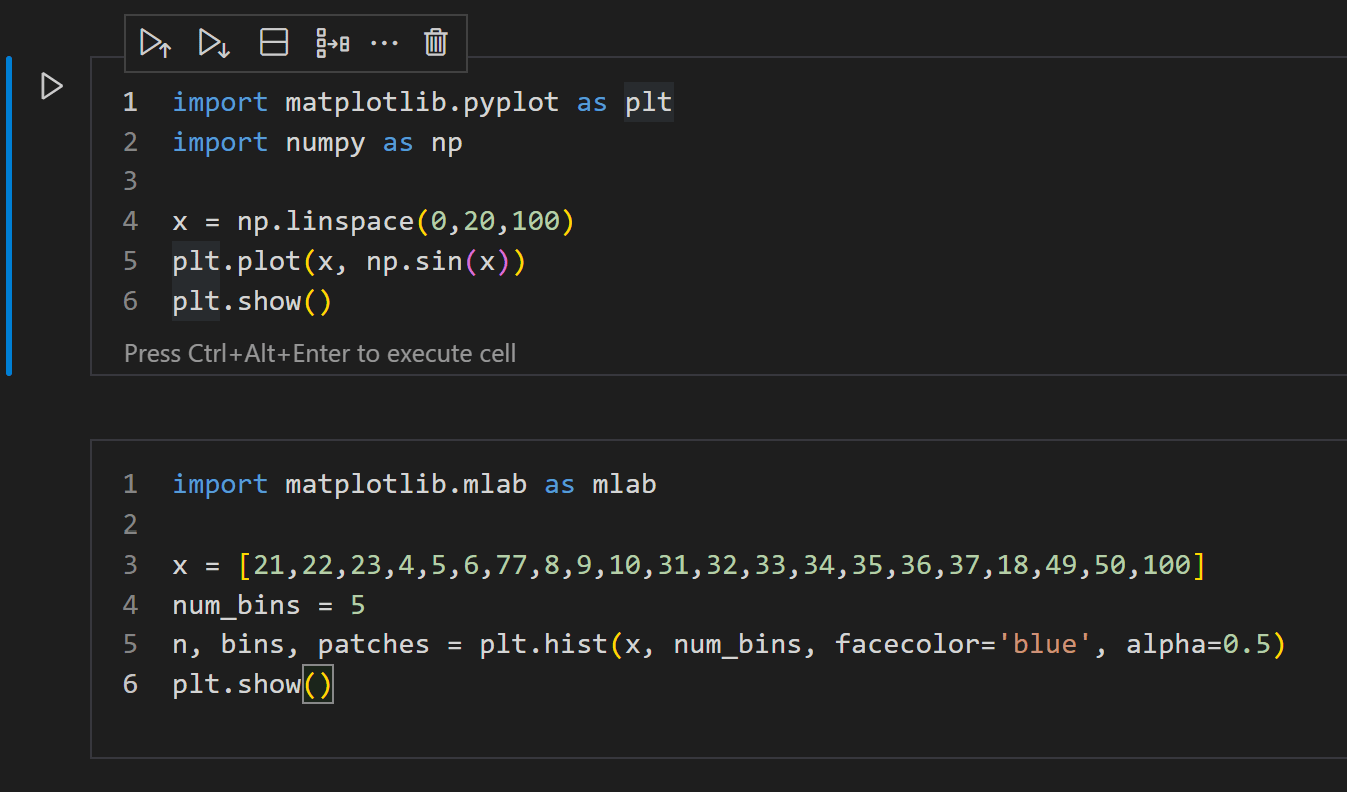 1 import matplotlib.pyplot as plt
2 import numpy as np
3
4 x = np.linspace(0,20,100)
5 plt.plot(x, np.sin(x))
6 plt.show()
Press Ctrl+Alt+Enter to execute cell
1 import matplotlib.mlab as mlab
2
3 x = [21,22,23,4,5,6,77,8,9,10,31,32,33,34,35,36,37,18,49,50,100]
4 num_bins = 5
5 n, bins, patches = plt.hist(x, num_bins, facecolor='blue', alpha=0.5)
6 plt.show()